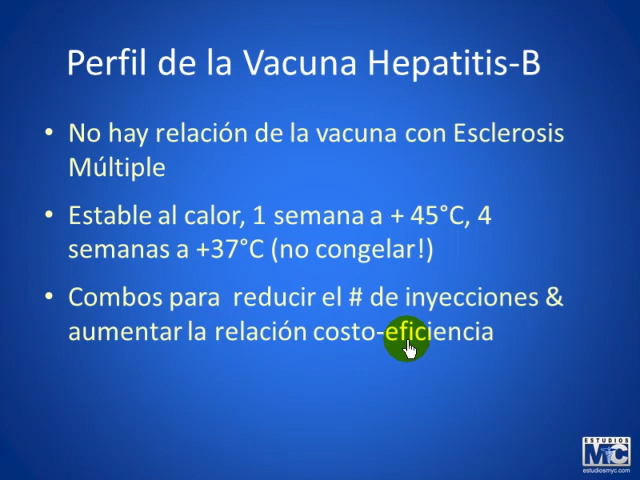 Perfil de la Vacuna Hepatitis-B
• No hay relación de la vacuna con Esclerosis
Múltiple
• Estable al calor, 1 semana a + 45°C, 4
semanas a +37°C (no congelar!)
• Combos para reducir el # de inyecciones &
aumentar la relación costo-eficiencia
ESTUDIOS
MYC
estudiosmyc.com